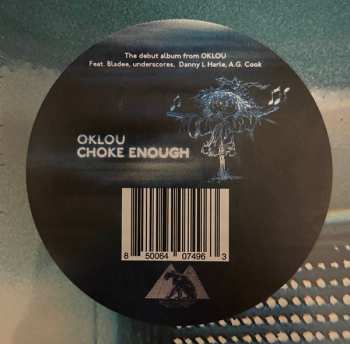 The debut album from OKLOU
Feat. Bladee, underscores, Danny L Harle, A.G. Cook
OKLOU
CHOKE ENOUGH
8 50064 07496 3